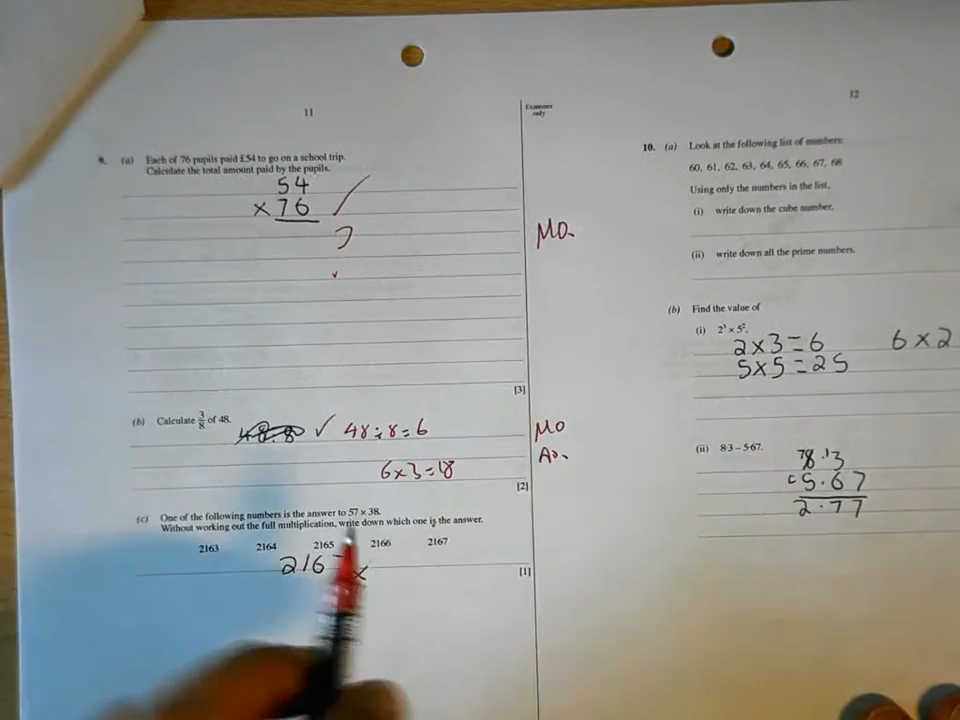 11
Examiner only
9. (a) Each of 76 pupils paid £54 to go on a school trip.
Calculate the total amount paid by the pupils.
54
×76
M0
[3]
(b) Calculate 3/8 of 48.
48÷8=6
M0
6×3=18
A0
[2]
(c) One of the following numbers is the answer to 57 × 38.
Without working out the full multiplication, write down which one is the answer.
2163 2164 2165 2166 2167
216
[1]
12
10. (a) Look at the following list of numbers:
60, 61, 62, 63, 64, 65, 66, 67, 68
Using only the numbers in the list,
(i) write down the cube number.
(ii) write down all the prime numbers.
(b) Find the value of
(i) 2³ × 5².
2×3=6 6×2
5×5=25
(ii) 8·3 – 5·67.
78.13
5.67
2.77